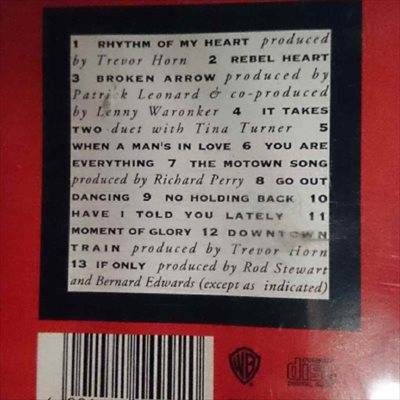 1 RHYTHM OF MY HEART produced
by Trevor Horn 2 REBEL HEART
3 BROKEN ARROW produced by
Patrick Leonard & co-produced
by Lenny Waronker 4 IT TAKES
TWO duet with Tina Turner 5
WHEN A MAN'S IN LOVE 6 YOU ARE
EVERYTHING 7 THE MOTOWN SONG
produced by Richard Perry 8 GO OUT
DANCING 9 NO HOLDING BACK 10
HAVE I TOLD YOU LATELY 11
MOMENT OF GLORY 12 DOWNTOWN
TRAIN produced by Trevor Horn
13 IF ONLY produced by Rod Stewart
and Bernard Edwards (except as indicated)
WB
disc